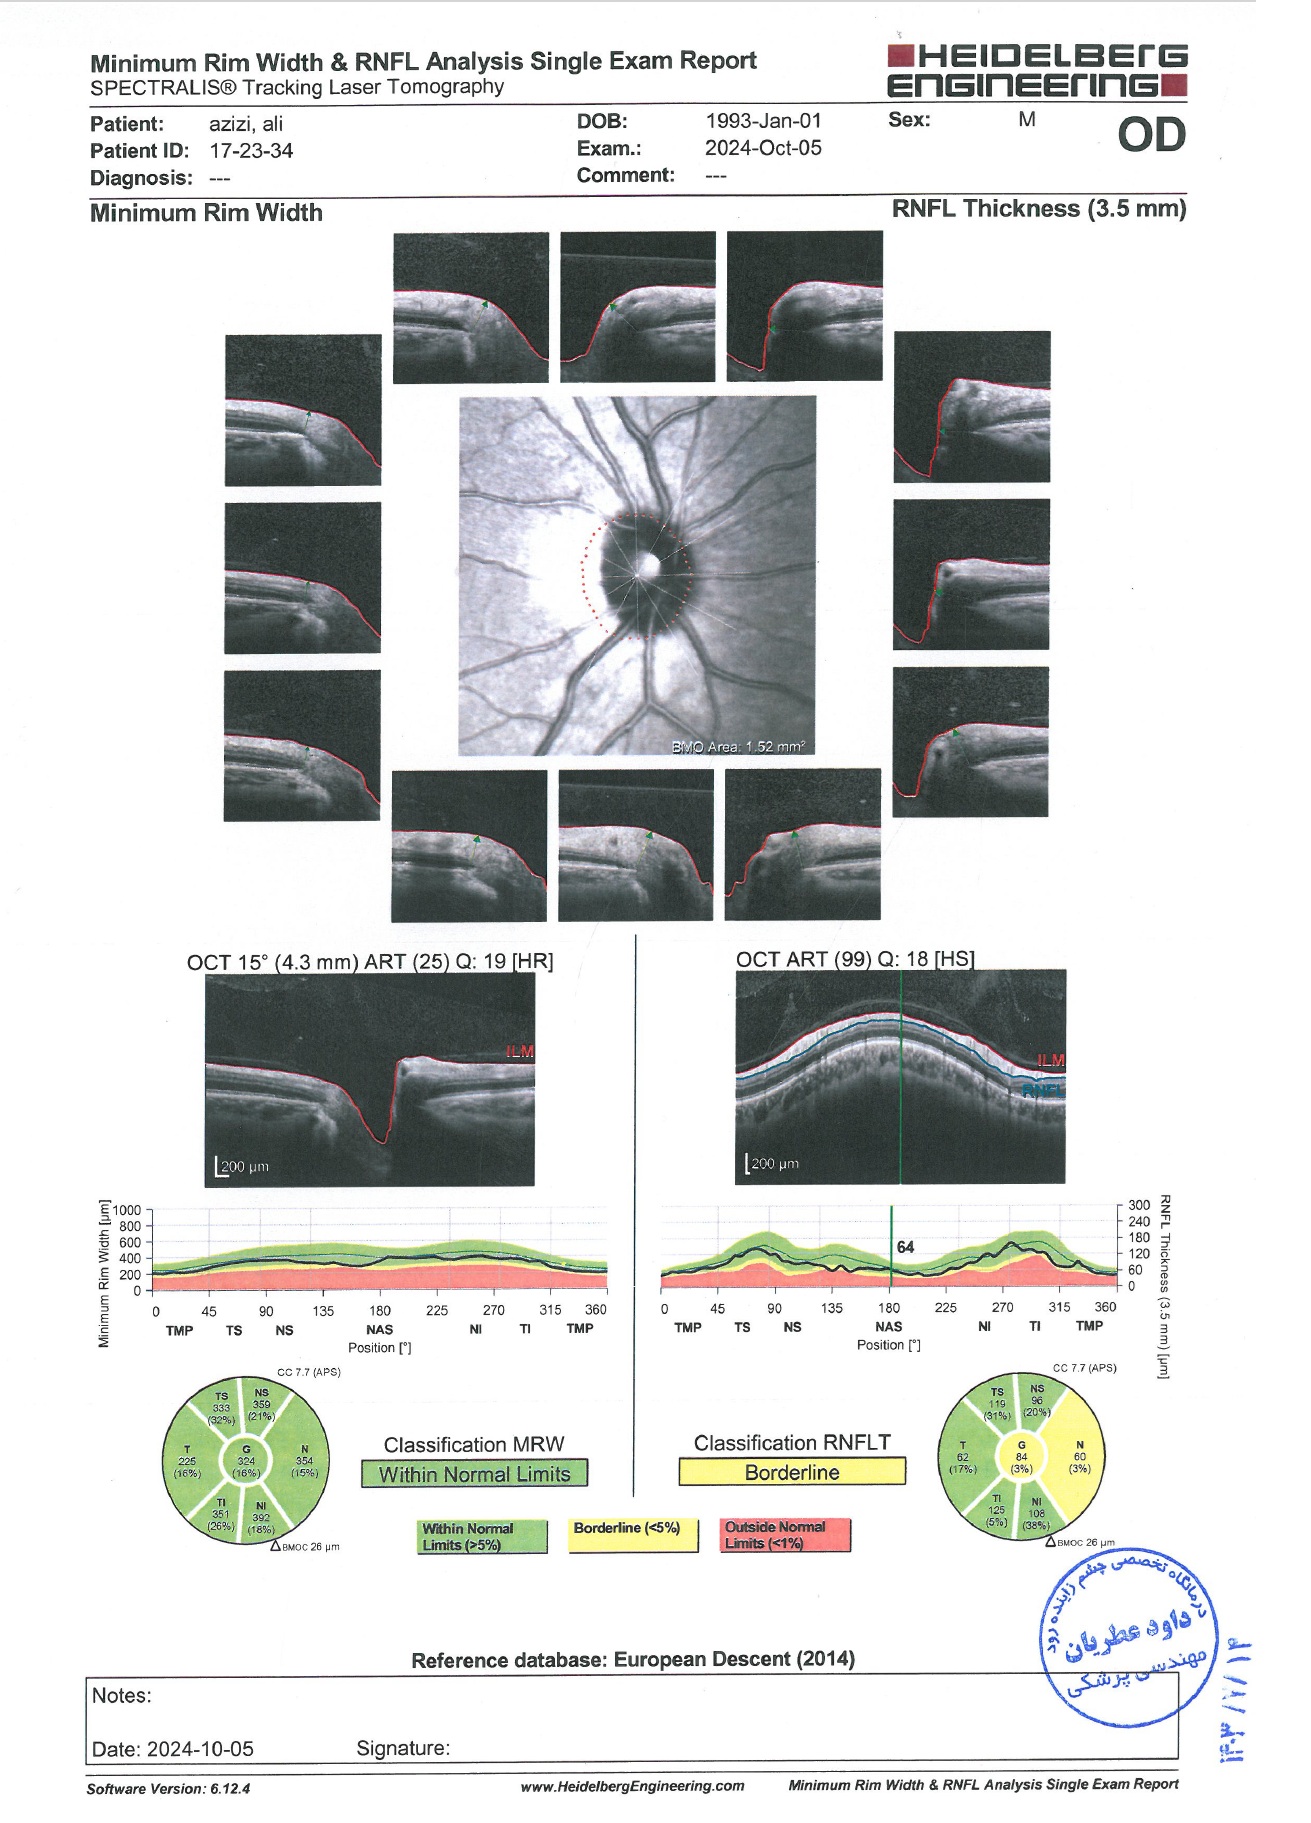 Minimum Rim Width & RNFL Analysis Single Exam Report
SPECTRALIS® Tracking Laser Tomography
HEIDELBERG
ENGINEERING
Patient: azizi, ali
Patient ID: 17-23-34
Diagnosis: ---
DOB: 1993-Jan-01
Exam.: 2024-Oct-05
Comment: ---
Sex: M
OD
Minimum Rim Width
RNFL Thickness (3.5 mm)
BMO Area: 1.52 mm²
OCT 15° (4.3 mm) ART (25) Q: 19 [HR]
ILM
200 µm
OCT ART (99) Q: 18 [HS]
ILM
RNFL
200 µm
Minimum Rim Width [µm]
1000
800
600
400
200
0
0 45 90 135 180 225 270 315 360
TMP TS NS NAS NI TI TMP
Position [°]
64
RNFL Thickness (3.5 mm) [µm]
300
240
180
120
60
0
0 45 90 135 180 225 270 315 360
TMP TS NS NAS NI TI TMP
Position [°]
CC 7.7 (APS)
TS
333
(32%)
NS
359
(21%)
T
225
(16%)
G
324
(16%)
N
354
(15%)
TI
351
(26%)
NI
392
(18%)
BMOC 26 µm
Classification MRW
Within Normal Limits
Classification RNFLT
Borderline
CC 7.7 (APS)
TS
119
(31%)
NS
96
(20%)
T
62
(17%)
G
84
(3%)
N
60
(3%)
TI
125
(5%)
NI
108
(38%)
BMOC 26 µm
Within Normal
Limits (>5%)
Borderline (<5%)
Outside Normal
Limits (<1%)
درمانگاه تخصصی چشم زاینده رود
داود عطریان
مهندسی پزشکی
۱۴۰۳/۷/۱۴
Reference database: European Descent (2014)
Notes:
Date: 2024-10-05 Signature:
Software Version: 6.12.4
www.HeidelbergEngineering.com
Minimum Rim Width & RNFL Analysis Single Exam Report